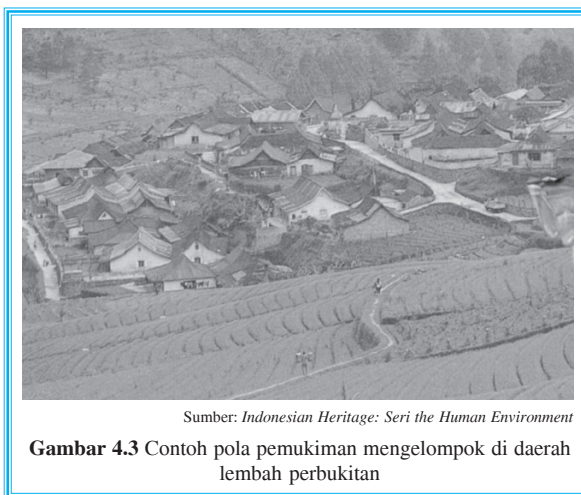 Sumber: Indonesian Heritage: Seri the Human Environment
Gambar 4.3 Contoh pola pemukiman mengelompok di daerah
lembah perbukitan